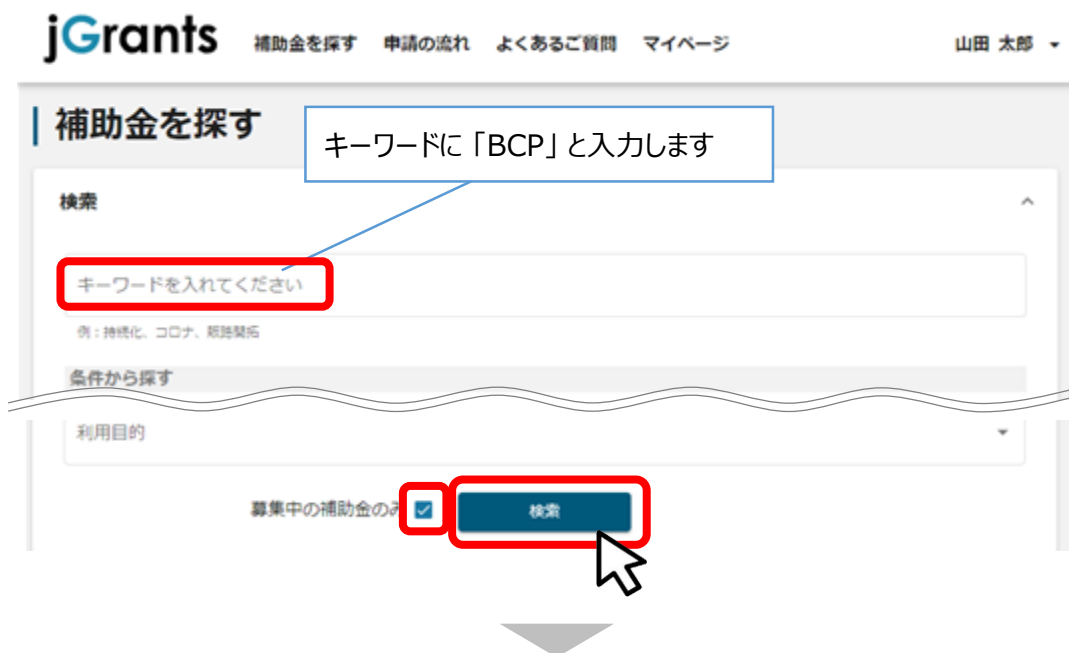 jGrants 補助金を探す 申請の流れ よくあるご質問 マイページ 山田 太郎
補助金を探す
キーワードに「BCP」と入力します
検索
キーワードを入れてください
例：持続化、コロナ、販路開拓
条件から探す
利用目的
募集中の補助金のみ 検索